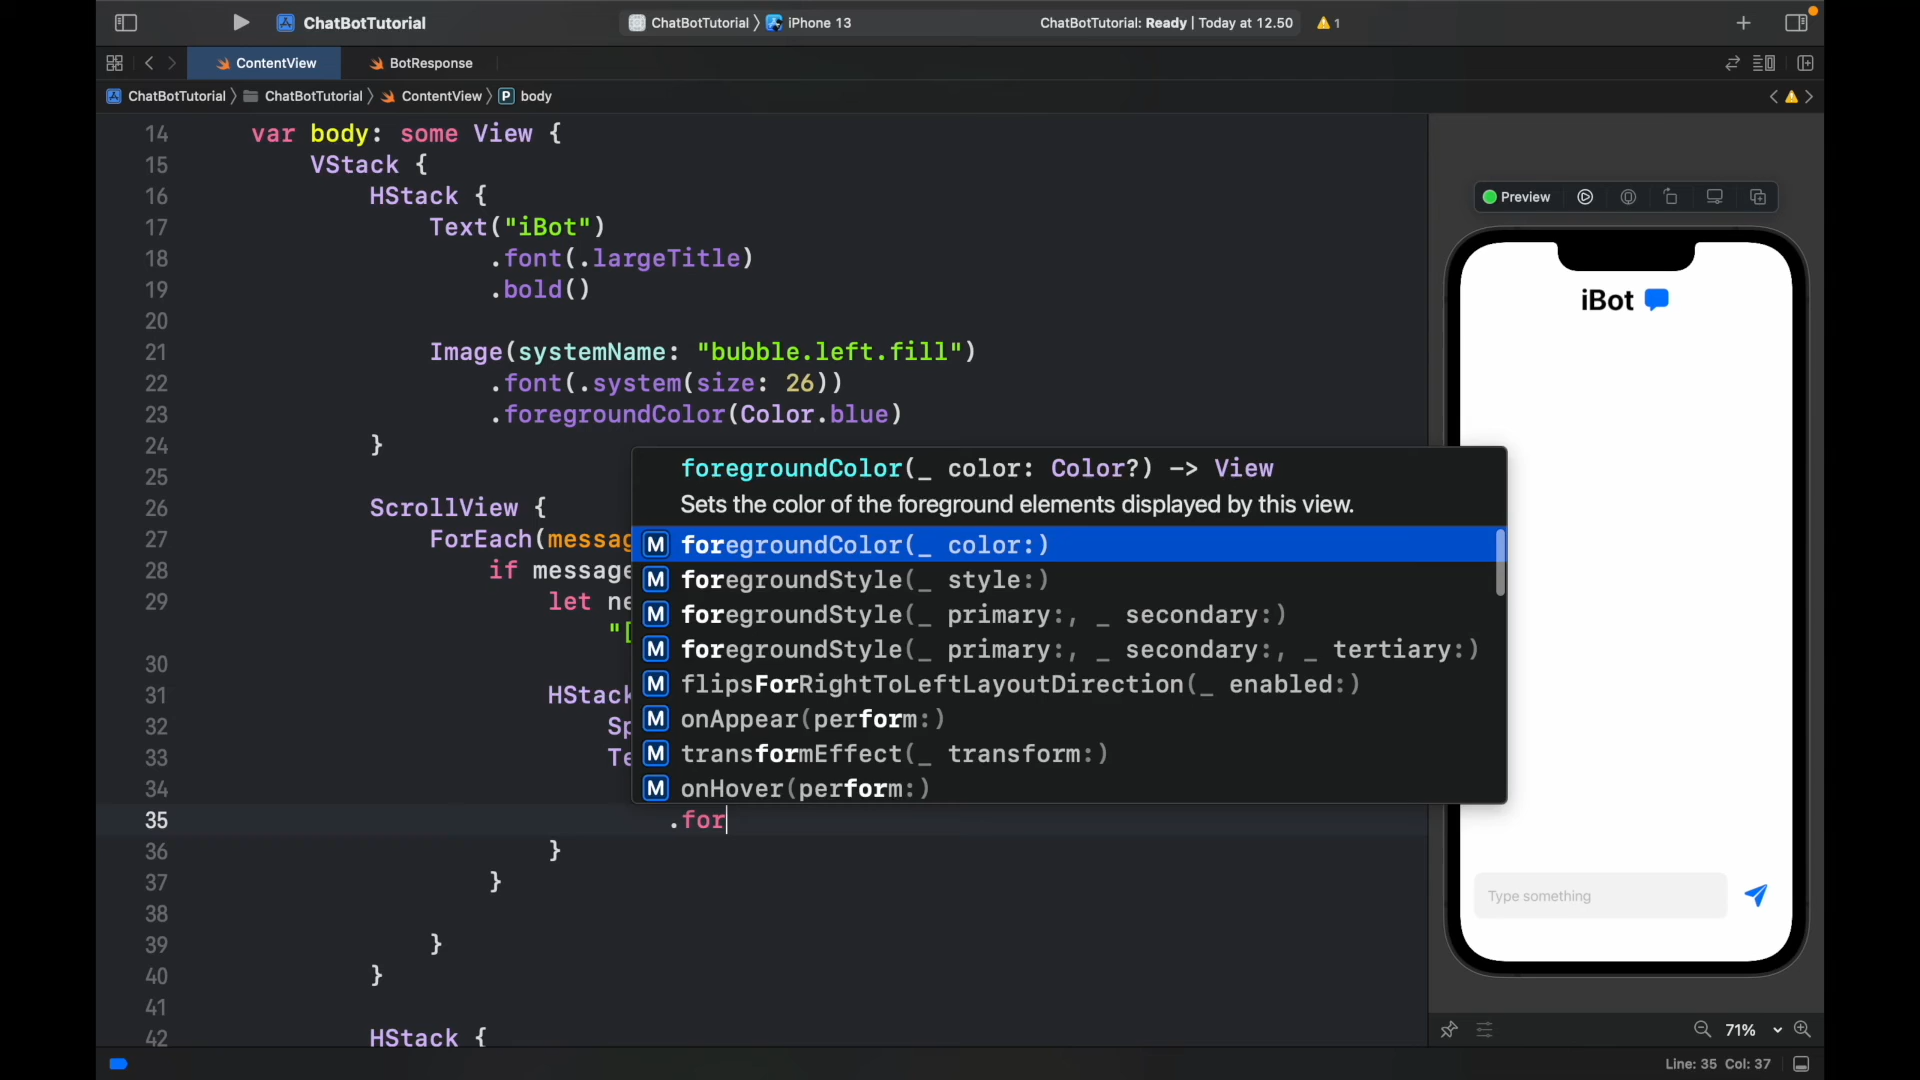 ChatBotTutorial ChatBotTutorial iPhone 13 ChatBotTutorial: Ready | Today at 12.50 1
ContentView BotResponse
ChatBotTutorial ChatBotTutorial ContentView P body
14 var body: some View {
15 VStack {
16 HStack {
17 Text("iBot")
18 .font(.largeTitle)
19 .bold()
20
21 Image(systemName: "bubble.left.fill")
22 .font(.system(size: 26))
23 .foregroundColor(Color.blue)
24 }
25
26 ScrollView {
27 ForEach(messag
28 if message
29 let ne
"[
30
31 HStack
32 Sp
33 Te
34
35 .for
36 }
37 }
38
39 }
40 }
41
42 HStack {
foregroundColor(_ color: Color?) -> View
Sets the color of the foreground elements displayed by this view.
M foregroundColor(_ color:)
M foregroundStyle(_ style:)
M foregroundStyle(_ primary:, _ secondary:)
M foregroundStyle(_ primary:, _ secondary:, _ tertiary:)
M flipsForRightToLeftLayoutDirection(_ enabled:)
M onAppear(perform:)
M transformEffect(_ transform:)
M onHover(perform:)
Preview
iBot
Type something
71%
Line: 35 Col: 37